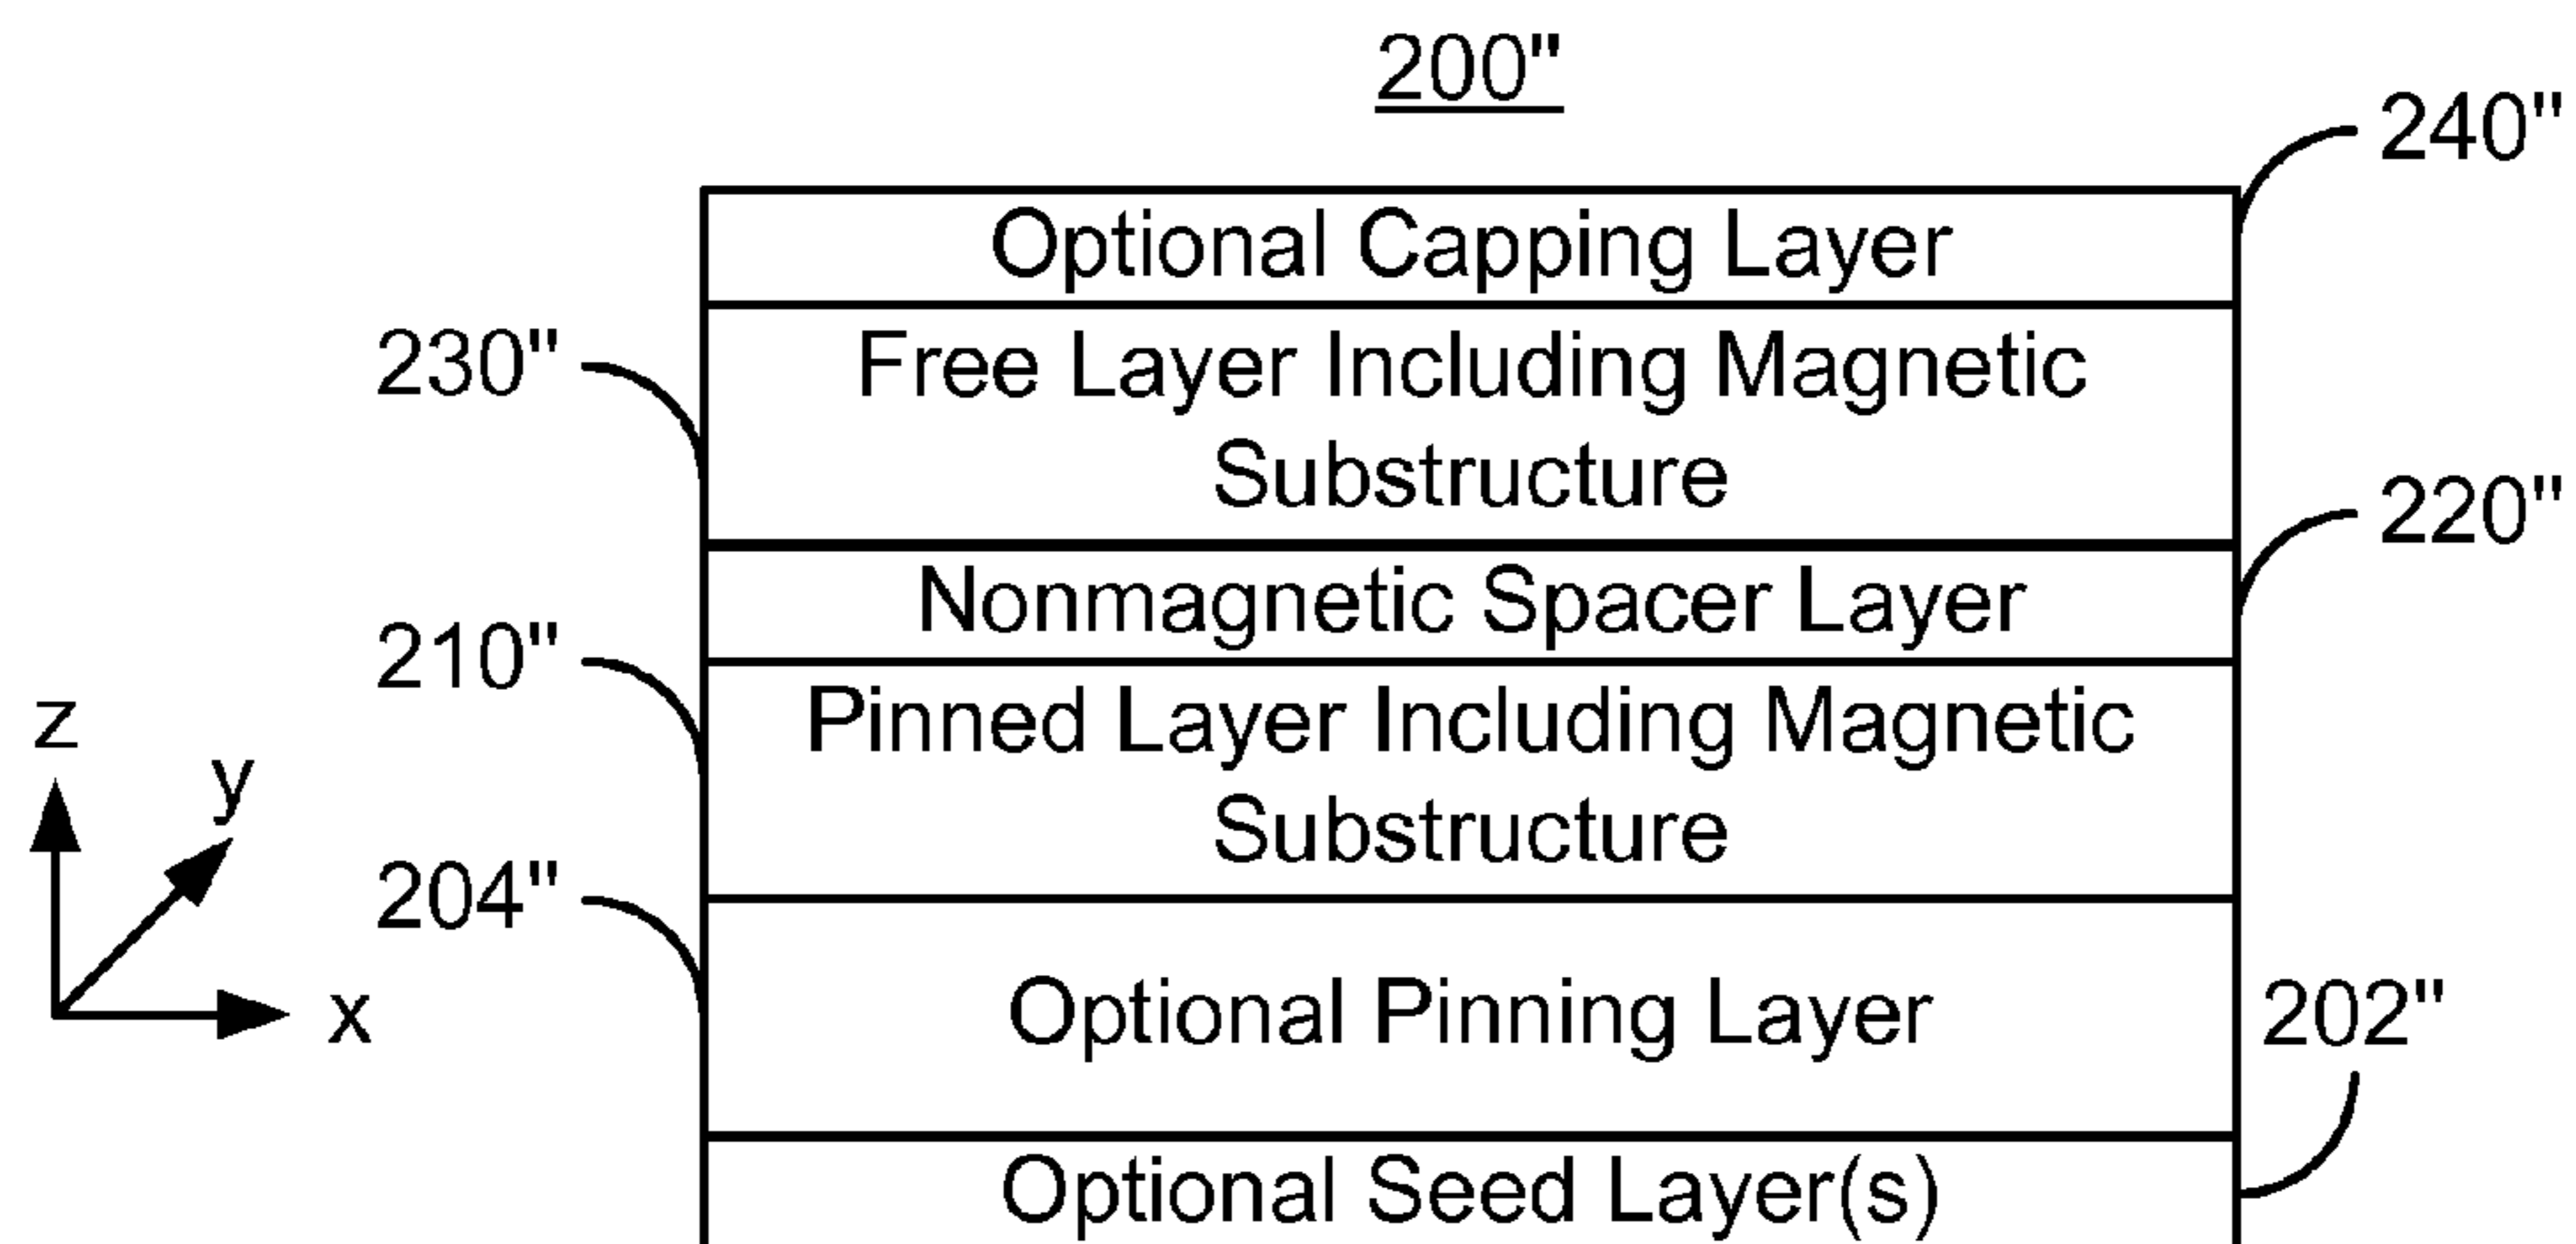 200"
240"
Optional Capping Layer
230"
Free Layer Including Magnetic
Substructure
220"
Nonmagnetic Spacer Layer
210"
Pinned Layer Including Magnetic
Substructure
z
y
x
204"
Optional Pinning Layer
202"
Optional Seed Layer(s)